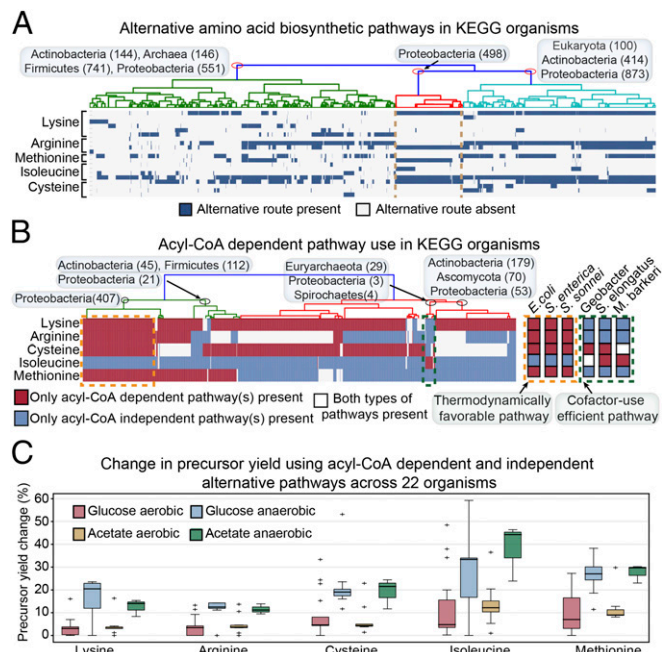 A
Alternative amino acid biosynthetic pathways in KEGG organisms
Actinobacteria (144), Archaea (146)
Firmicutes (741), Proteobacteria (551)
Proteobacteria (498)
Eukaryota (100)
Actinobacteria (414)
Proteobacteria (873)
Lysine
Arginine
Methionine
Isoleucine
Cysteine
Alternative route present
Alternative route absent
B
Acyl-CoA dependent pathway use in KEGG organisms
Actinobacteria (45), Firmicutes (112)
Proteobacteria (21)
Proteobacteria(407)
Euryarchaeota (29)
Proteobacteria (3)
Spirochaetes(4)
Actinobacteria (179)
Ascomycota (70)
Proteobacteria (53)
E.coli
S. enterica
S. sonnei
Geobacter
S. elongatus
M. barkeri
Lysine
Arginine
Cysteine
Isoleucine
Methionine
Only acyl-CoA dependent pathway(s) present
Only acyl-CoA independent pathway(s) present
Both types of
pathways present
Thermodynamically
favorable pathway
Cofactor-use
efficient pathway
C
Change in precursor yield using acyl-CoA dependent and independent
alternative pathways across 22 organisms
Precursor yield change (%)
60
50
40
30
20
10
0
Glucose aerobic
Glucose anaerobic
Acetate aerobic
Acetate anaerobic
Lysine
Arginine
Cysteine
Isoleucine
Methionine